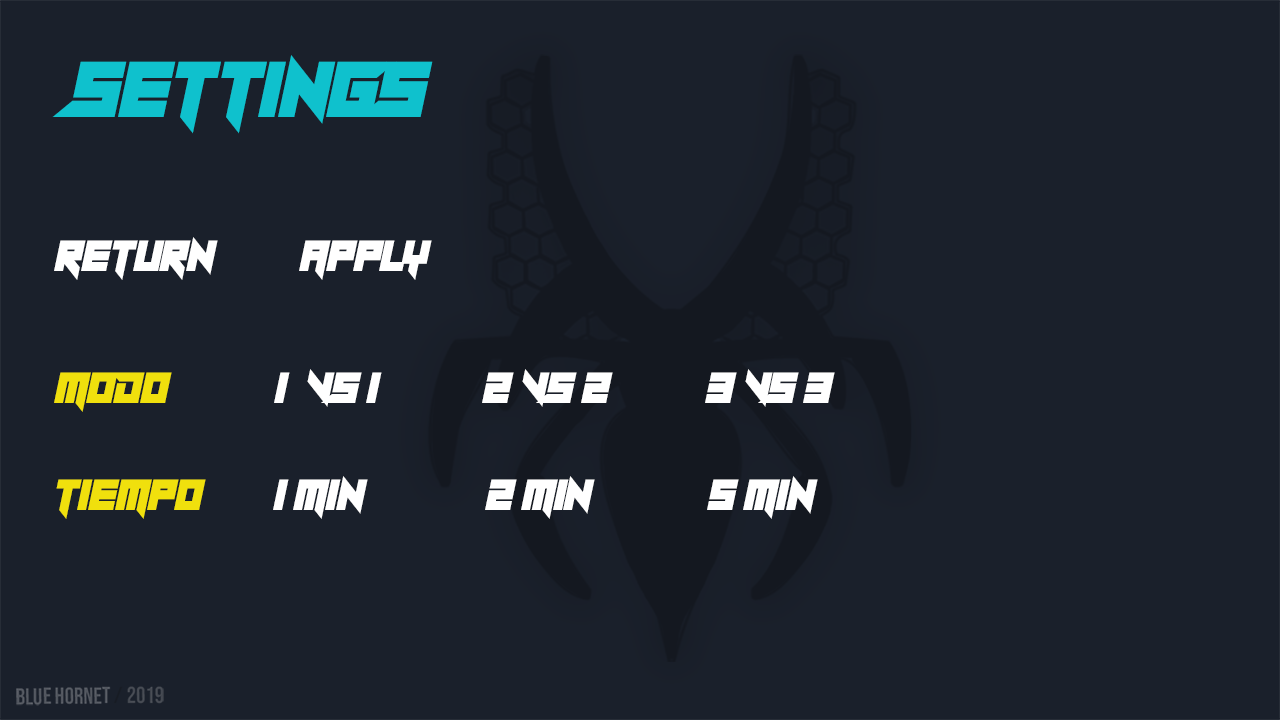 SETTINGS
RETURN APPLY
MODO 1 VS 1 2 VS 2 3 VS 3
TIEMPO 1 MIN 2 MIN 5 MIN
BLUE HORNET 2019